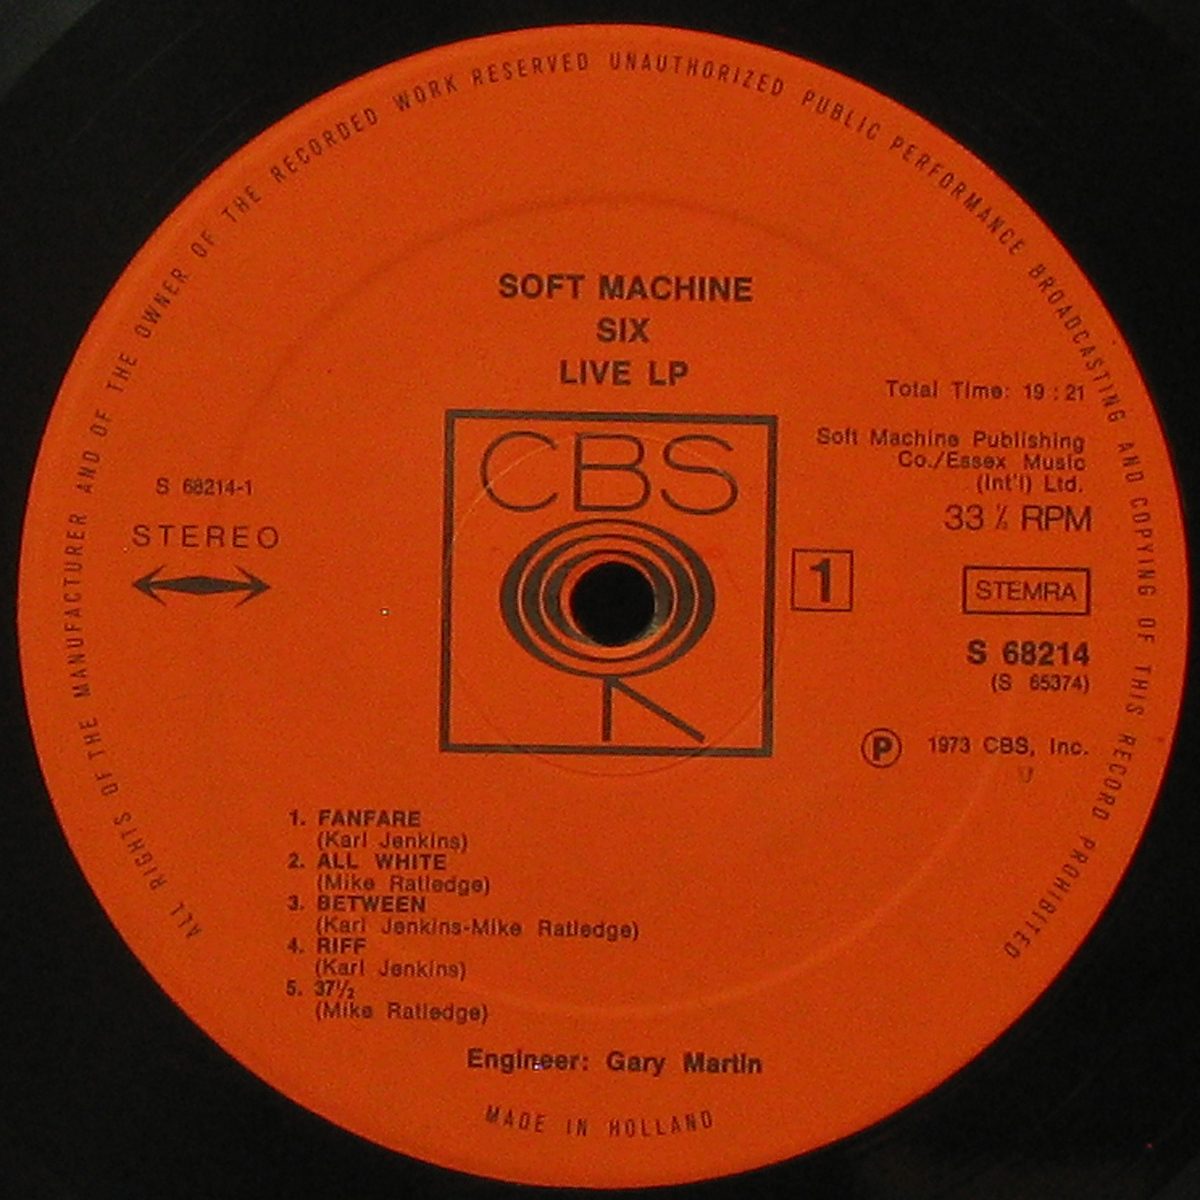 ALL RIGHTS OF THE MANUFACTURER AND OF THE OWNER OF THE RECORDED WORK RESERVED UNAUTHORIZED PUBLIC PERFORMANCE BROADCASTING AND COPYING OF THIS RECORD PROHIBITED
SOFT MACHINE
SIX
LIVE LP
Total Time: 19:21
Soft Machine Publishing
Co./Essex Music
(Int'l) Ltd.
33 ⅓ RPM
CBS
S 68214-1
STEREO
1
STEMRA
S 68214
(S 65374)
Ⓟ 1973 CBS, Inc.
1. FANFARE
(Karl Jenkins)
2. ALL WHITE
(Mike Ratledge)
3. BETWEEN
(Karl Jenkins-Mike Ratledge)
4. RIFF
(Karl Jenkins)
5. 37½
(Mike Ratledge)
Engineer: Gary Martin
MADE IN HOLLAND